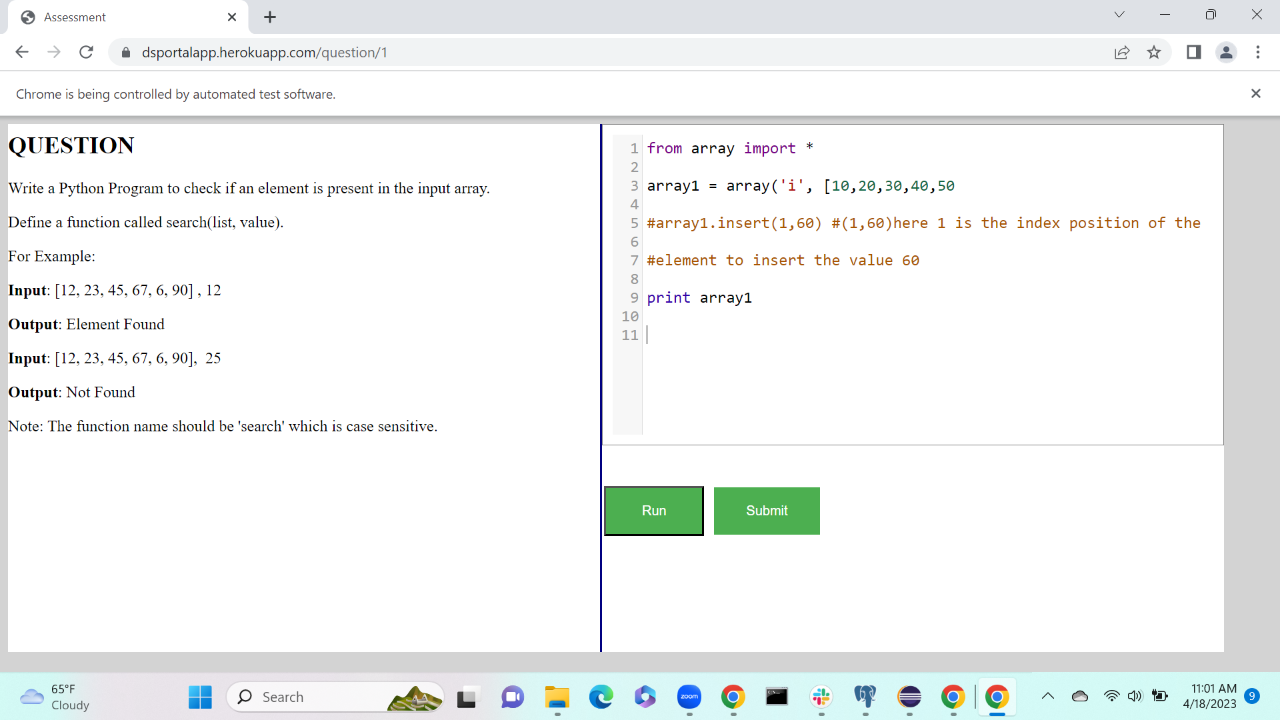 Assessment
dsportalapp.herokuapp.com/question/1
Chrome is being controlled by automated test software.
QUESTION
Write a Python Program to check if an element is present in the input array.
Define a function called search(list, value).
For Example:
Input: [12, 23, 45, 67, 6, 90] , 12
Output: Element Found
Input: [12, 23, 45, 67, 6, 90],  25
Output: Not Found
Note: The function name should be 'search' which is case sensitive.
1 from array import *
2
3 array1 = array('i', [10,20,30,40,50
4
5 #array1.insert(1,60) #(1,60)here 1 is the index position of the
6
7 #element to insert the value 60
8
9 print array1
10
11
Run Submit
65°F
Cloudy
Search
zoom
11:01 AM
4/18/2023
9